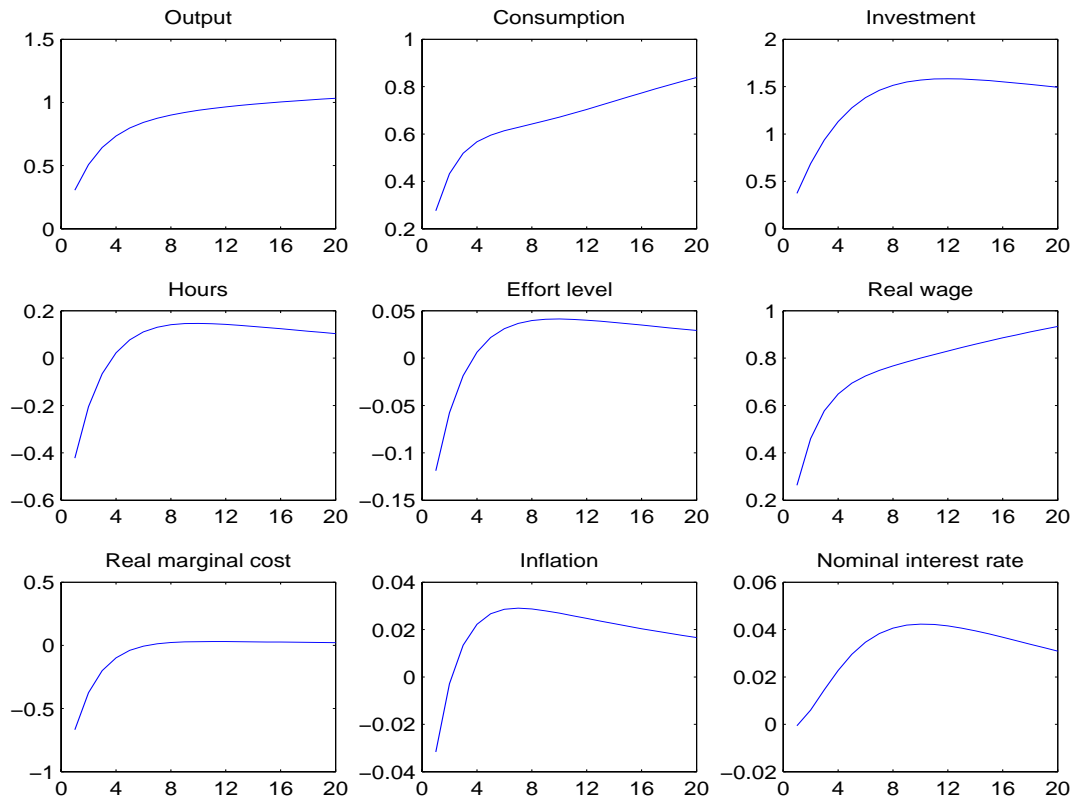 Output
1.5
1
0.5
0
0 4 8 12 16 20
Consumption
1
0.8
0.6
0.4
0.2
0 4 8 12 16 20
Investment
2
1.5
1
0.5
0
0 4 8 12 16 20
Hours
0.2
0
−0.2
−0.4
−0.6
0 4 8 12 16 20
Effort level
0.05
0
−0.05
−0.1
−0.15
0 4 8 12 16 20
Real wage
1
0.8
0.6
0.4
0.2
0 4 8 12 16 20
Real marginal cost
0.5
0
−0.5
−1
0 4 8 12 16 20
Inflation
0.04
0.02
0
−0.02
−0.04
0 4 8 12 16 20
Nominal interest rate
0.06
0.04
0.02
0
−0.02
0 4 8 12 16 20